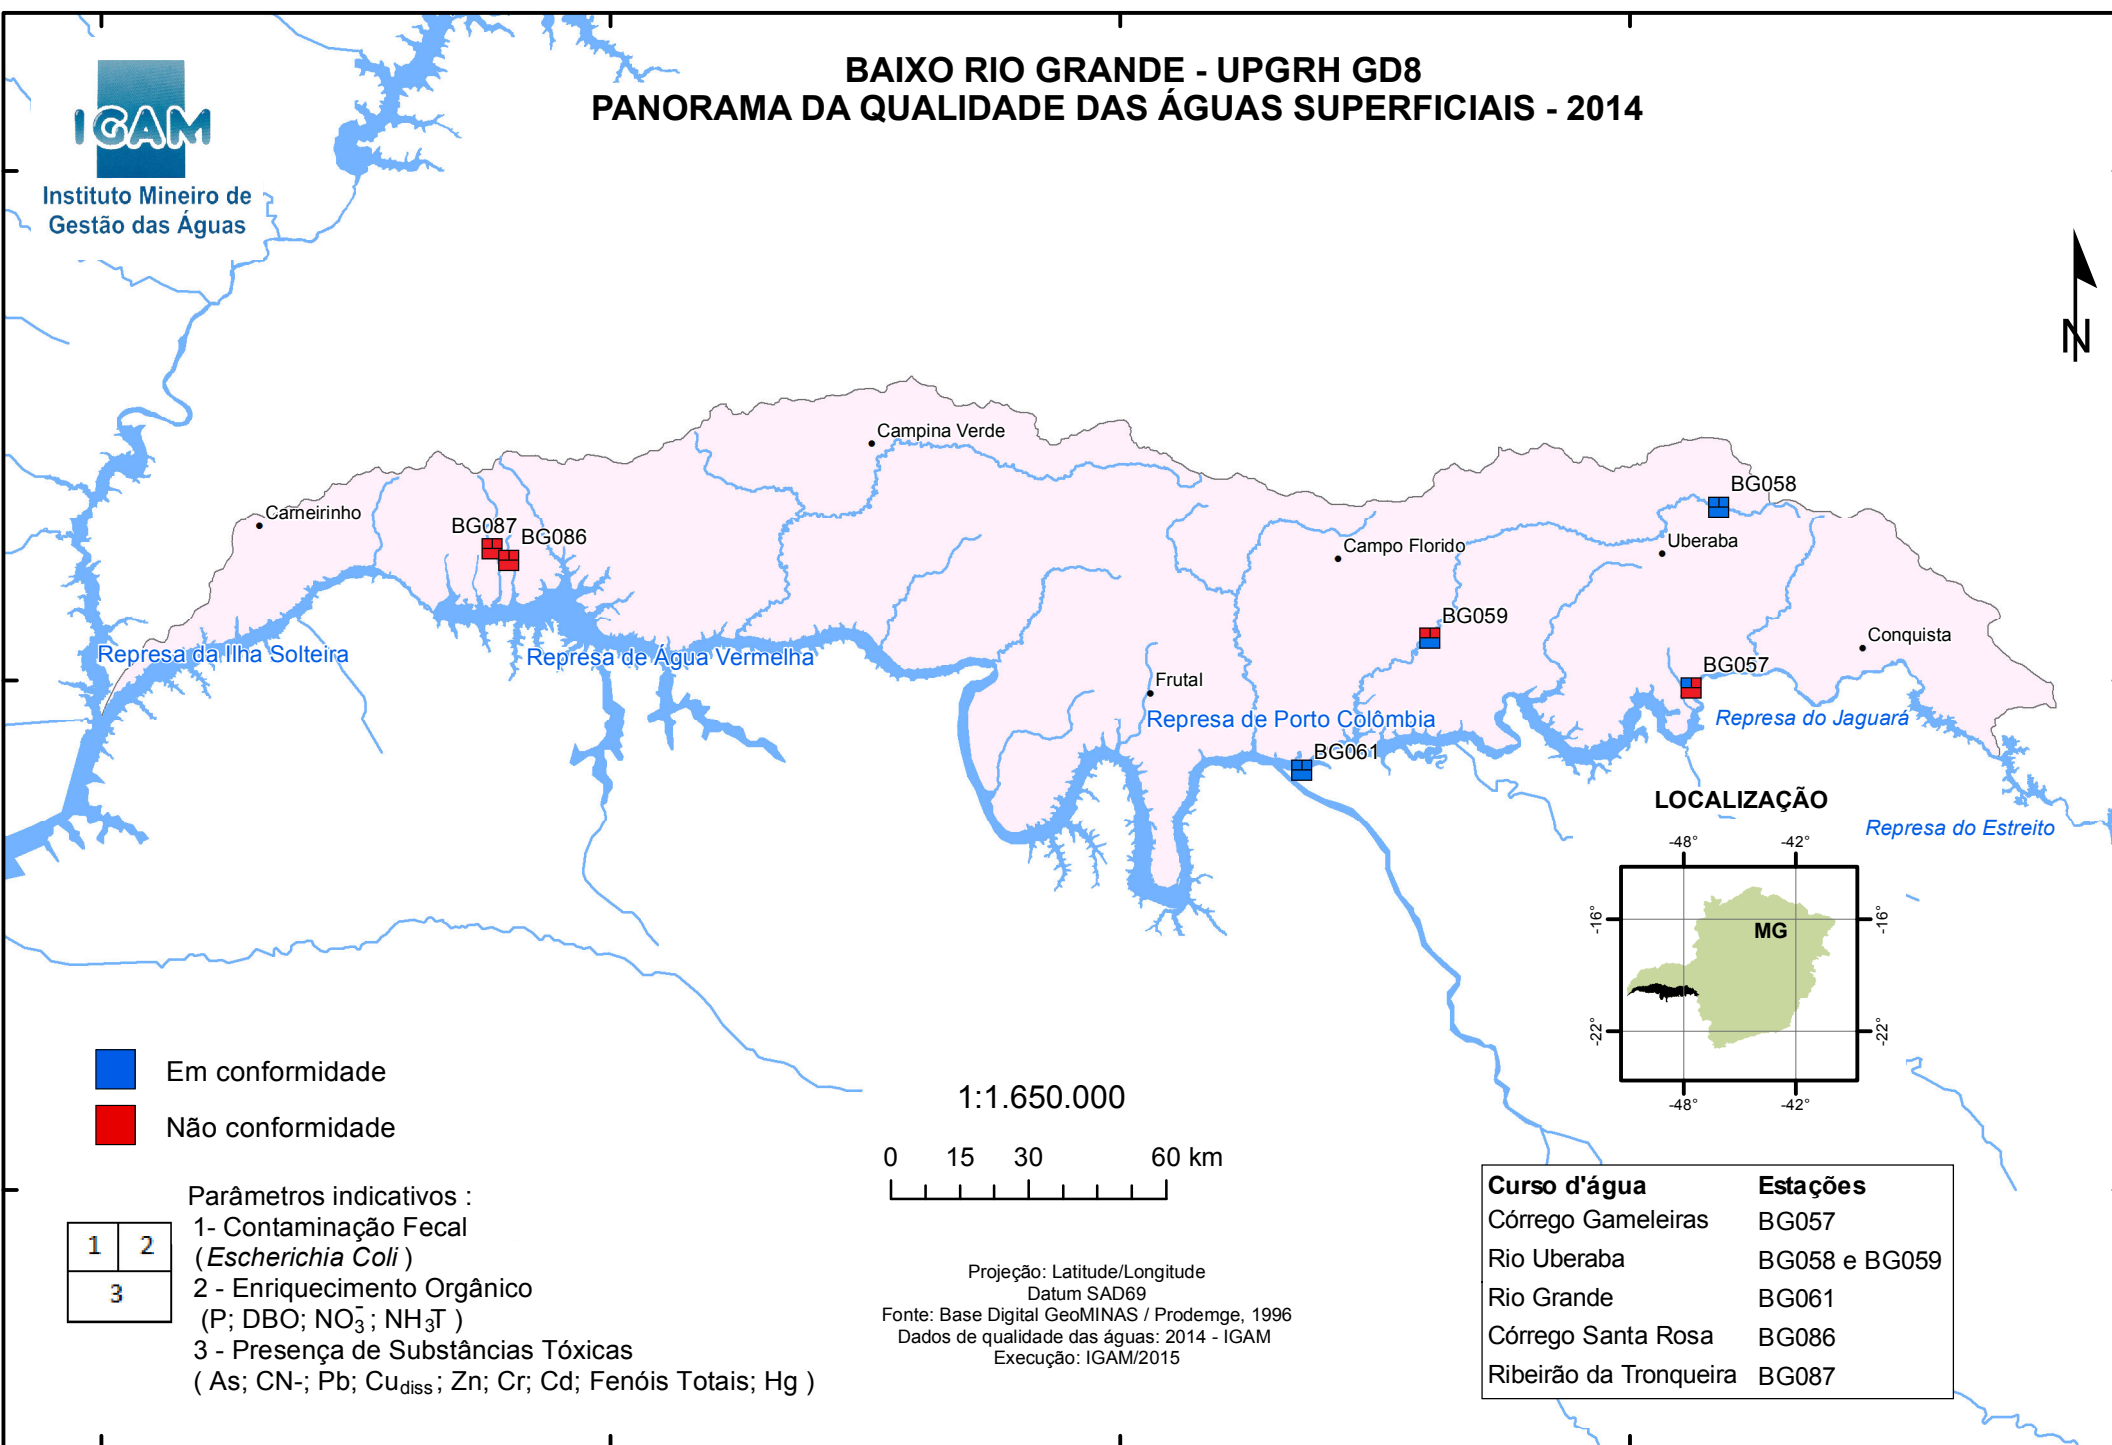 BAIXO RIO GRANDE - UPGRH GD8
PANORAMA DA QUALIDADE DAS ÁGUAS SUPERFICIAIS - 2014
IGAM
Instituto Mineiro de
Gestão das Águas
N
Campina Verde
Carneirinho
BG087
BG086
BG058
Uberaba
Campo Florido
BG059
Conquista
BG057
Represa da Ilha Solteira
Represa de Água Vermelha
Frutal
Represa de Porto Colômbia
Represa do Jaguará
BG061
Represa do Estreito
LOCALIZAÇÃO
-48° -42°
-16° -16°
MG
-22° -22°
-48° -42°
Em conformidade
Não conformidade
1:1.650.000
0 15 30 60 km
Parâmetros indicativos :
1 2
3
1- Contaminação Fecal
(Escherichia Coli )
2 - Enriquecimento Orgânico
(P; DBO; NO₃⁻; NH₃T )
3 - Presença de Substâncias Tóxicas
( As; CN-; Pb; Cudiss; Zn; Cr; Cd; Fenóis Totais; Hg )
Projeção: Latitude/Longitude
Datum SAD69
Fonte: Base Digital GeoMINAS / Prodemge, 1996
Dados de qualidade das águas: 2014 - IGAM
Execução: IGAM/2015
Curso d'água Estações
Córrego Gameleiras BG057
Rio Uberaba BG058 e BG059
Rio Grande BG061
Córrego Santa Rosa BG086
Ribeirão da Tronqueira BG087